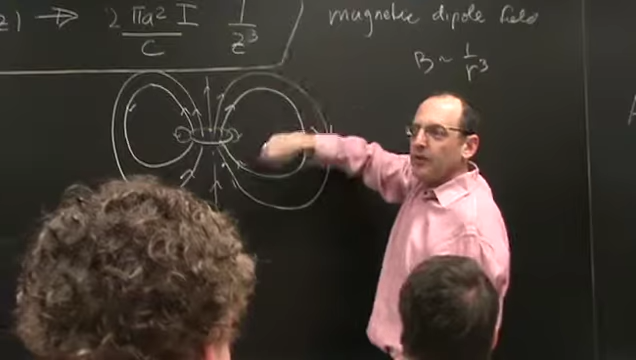 z) → 2 πa² I / c 1 / z³
magnetic dipole field
B ~ 1 / r³